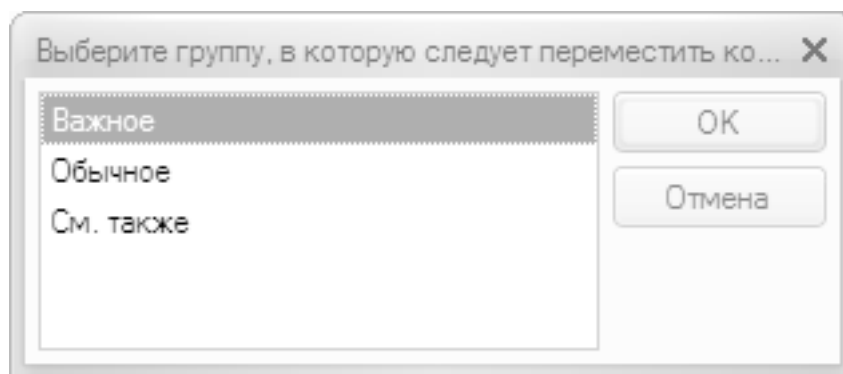 Выберите группу, в которую следует переместить ко...
Важное
Обычное
См. также
ОК
Отмена